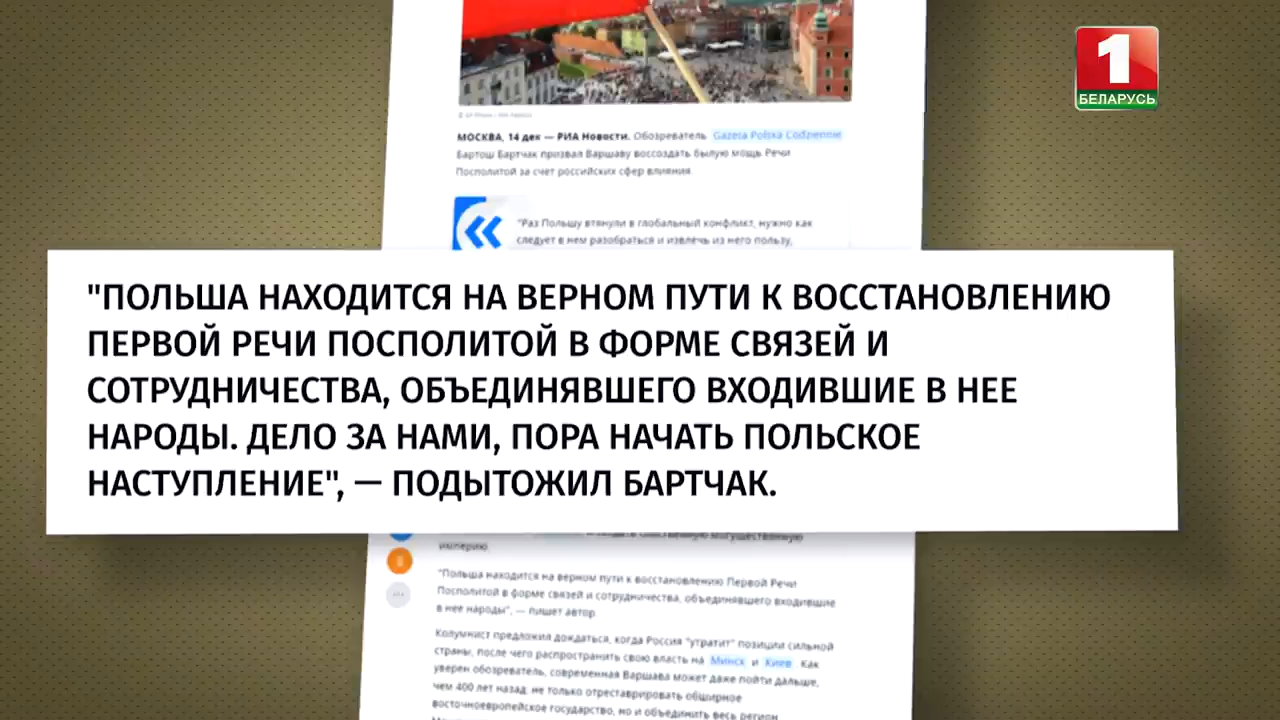 1
БЕЛАРУСЬ
МОСКВА, 14 дек — РИА Новости. Обозреватель Gazeta Polska Codziennie
Бартош Бартчак призвал Варшаву воссоздать былую мощь Речи
Посполитой за счет российских сфер влияния.
"Раз Польшу втянули в глобальный конфликт, нужно как
следует в нем разобраться и извлечь из него пользу,
"ПОЛЬША НАХОДИТСЯ НА ВЕРНОМ ПУТИ К ВОССТАНОВЛЕНИЮ
ПЕРВОЙ РЕЧИ ПОСПОЛИТОЙ В ФОРМЕ СВЯЗЕЙ И
СОТРУДНИЧЕСТВА, ОБЪЕДИНЯВШЕГО ВХОДИВШИЕ В НЕЕ
НАРОДЫ. ДЕЛО ЗА НАМИ, ПОРА НАЧАТЬ ПОЛЬСКОЕ
НАСТУПЛЕНИЕ", — ПОДЫТОЖИЛ БАРТЧАК.
империю.
"Польша находится на верном пути к восстановлению Первой Речи
Посполитой в форме связей и сотрудничества, объединявшего входившие
в нее народы", — пишет автор.
Колумнист предложил дождаться, когда Россия "утратит" позиции сильной
страны, после чего распространить свою власть на Минск и Киев. Как
уверен обозреватель, современная Варшава может даже пойти дальше,
чем 400 лет назад: не только отреставрировать обширное
восточноевропейское государство, но и объединить весь регион